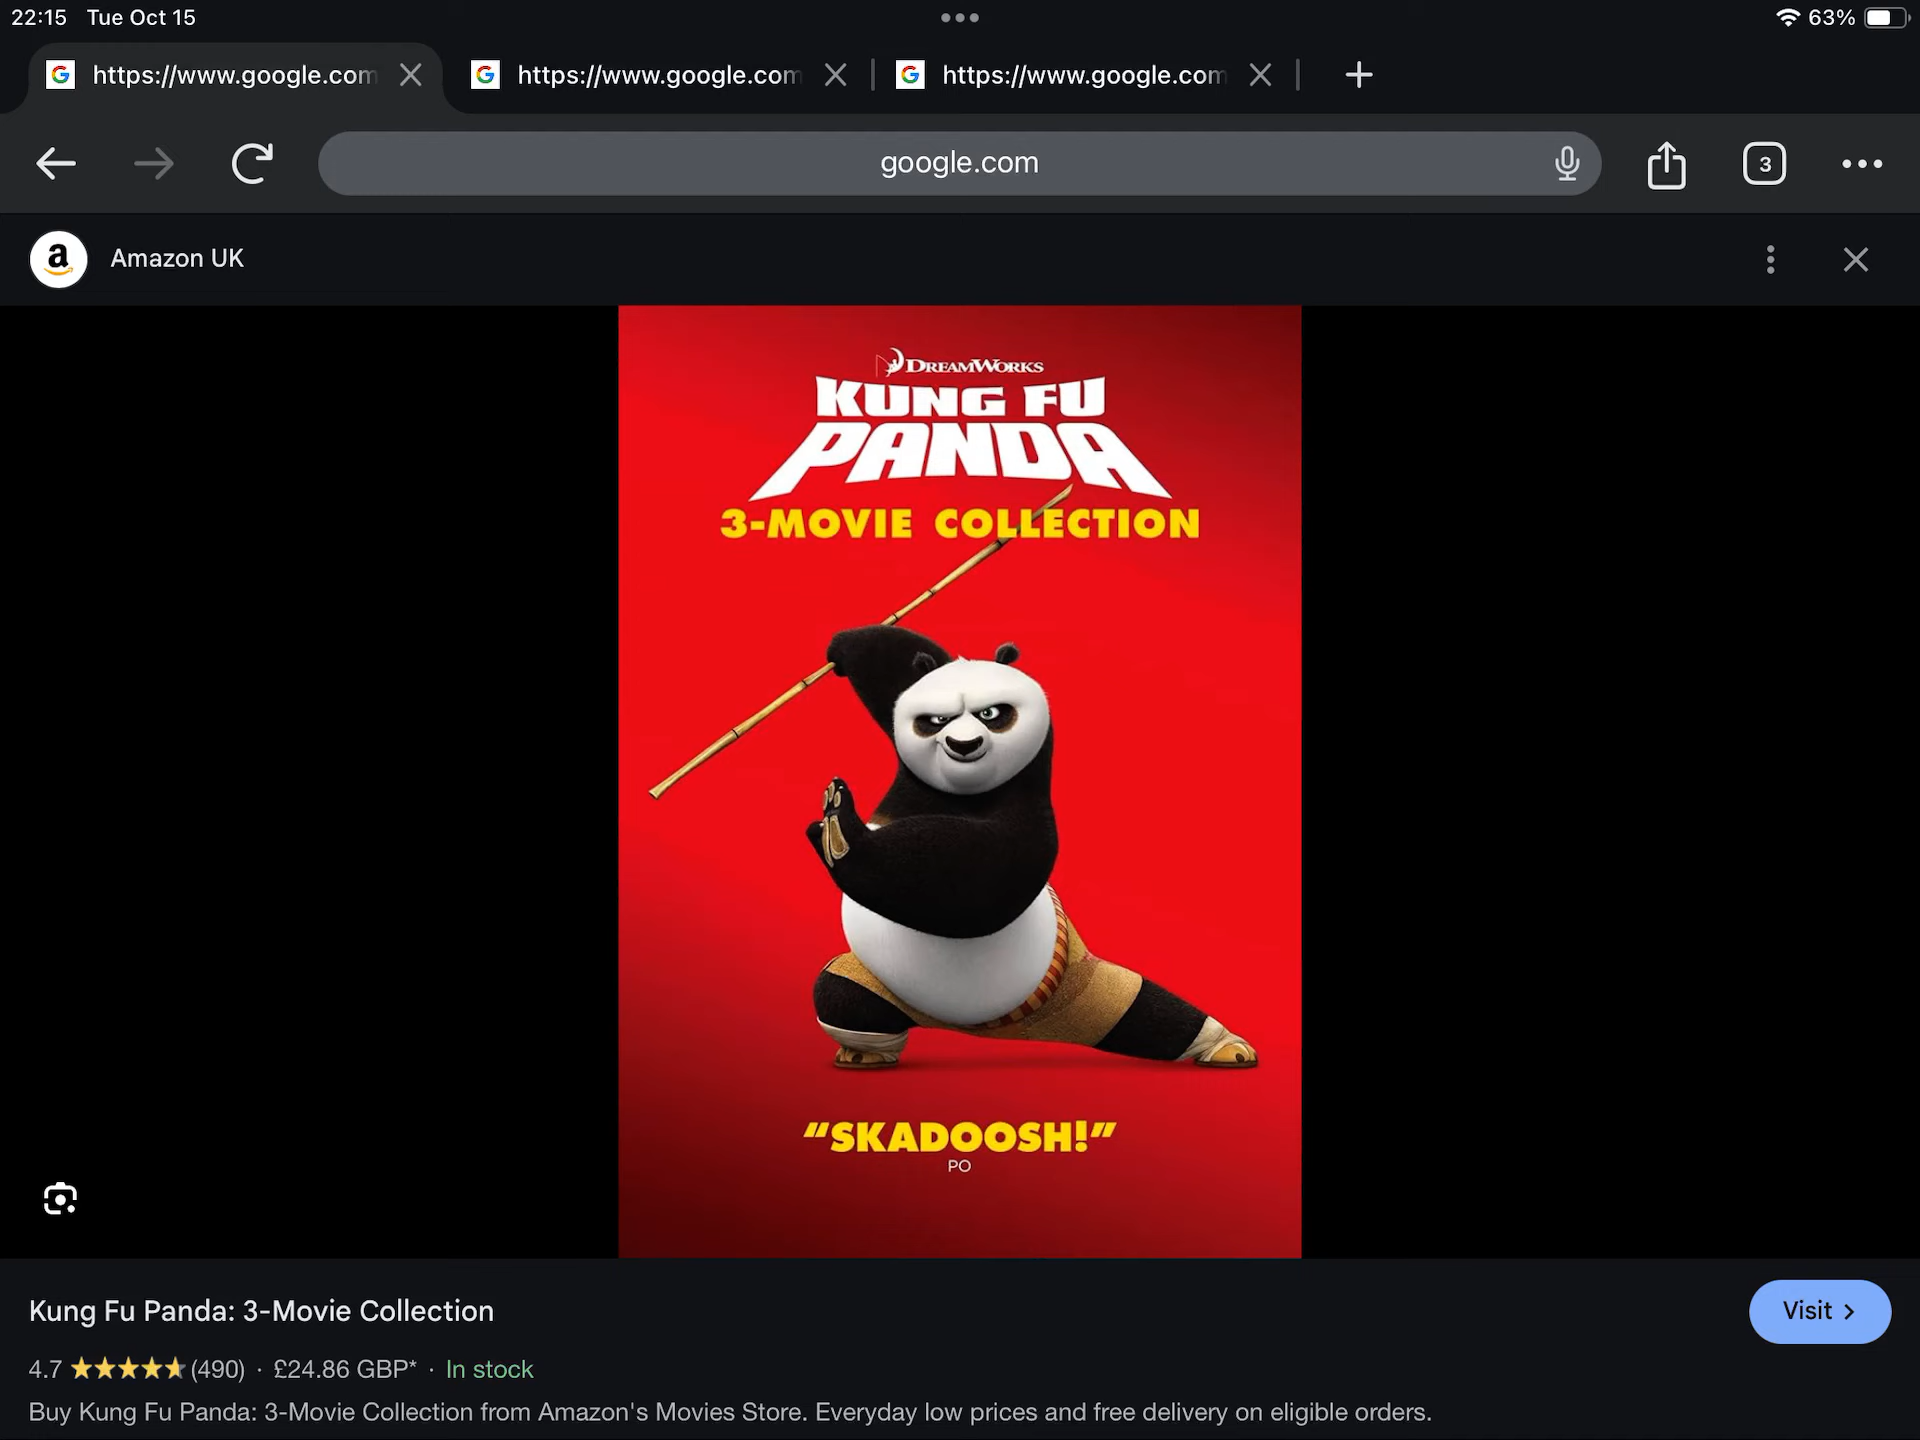 22:15 Tue Oct 15
63%
https://www.google.com
https://www.google.com
https://www.google.com
google.com
3
a
Amazon UK
DREAMWORKS
KUNG FU
PANDA
3-MOVIE COLLECTION
"SKADOOSH!"
PO
Kung Fu Panda: 3-Movie Collection
Visit >
4.7 ★★★★★ (490) · £24.86 GBP* · In stock
Buy Kung Fu Panda: 3-Movie Collection from Amazon's Movies Store. Everyday low prices and free delivery on eligible orders.